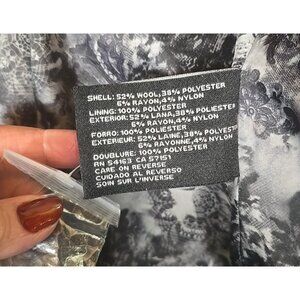 SHELL: 52% WOOL, 38% POLYESTER
6% RAYON, 4% NYLON
LINING: 100% POLYESTER
EXTERIOR: 52% LANA, 38% POLYESTER
6% RAYON, 4% NYLON
FORRO: 100% POLIESTER
EXTERIEUR: 52% LAINE, 38% POLYESTER
6% RAYONNE, 4% NYLON
DOUBLURE: 100% POLYESTER
RN 54163 CA 57151
CARE ON REVERSE
CUIDADO AL REVERSO
SOIN SUR L'INVERSE